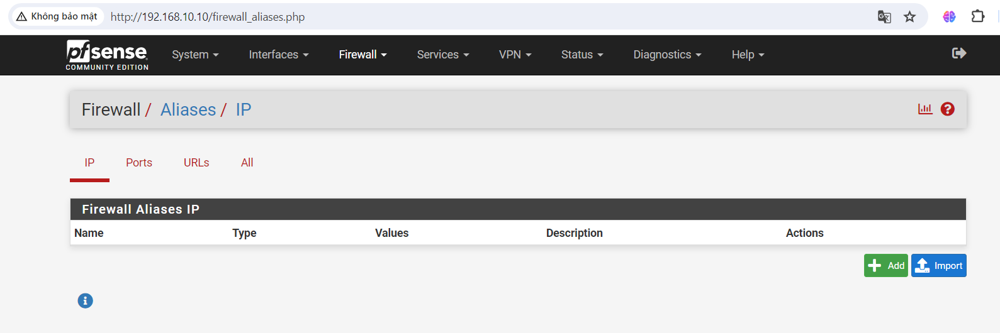 Không bảo mật http://192.168.10.10/firewall_aliases.php
pfsense
COMMUNITY EDITION
System Interfaces Firewall Services VPN Status Diagnostics Help
Firewall / Aliases / IP
IP Ports URLs All
Firewall Aliases IP
Name Type Values Description Actions
Add Import